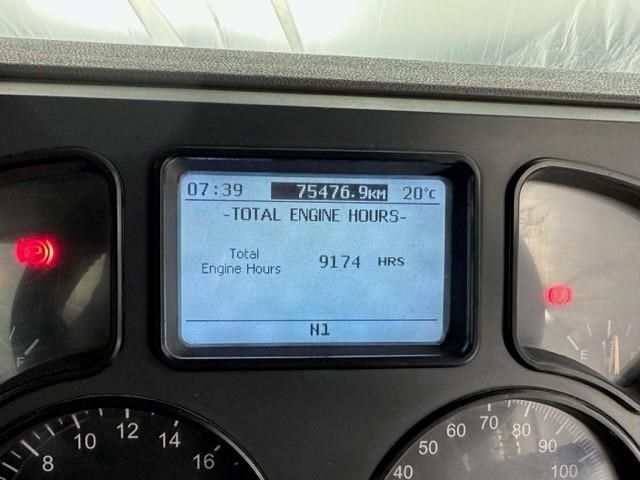 07:39 75476.9KM 20°C
-TOTAL ENGINE HOURS-
Total
Engine Hours 9174 HRS
N1
P
F
E
8 10 12 14 16
40 50 60 70 80 90 100